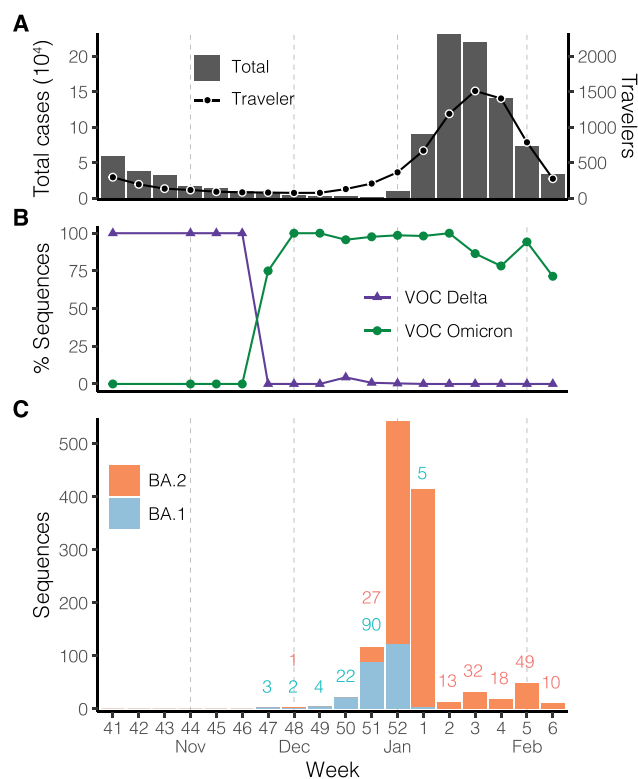 A
Total cases (10⁴)
20
15
10
5
0
Total
Traveler
2000
1500
1000
500
0
Travelers
B
% Sequences
100
75
50
25
0
VOC Delta
VOC Omicron
C
Sequences
500
400
300
200
100
0
BA.2
BA.1
5
27
90
1
3 2 4 22
13 32 18 49 10
41 42 43 44 45 46 47 48 49 50 51 52 1 2 3 4 5 6
Nov Dec Jan Feb
Week